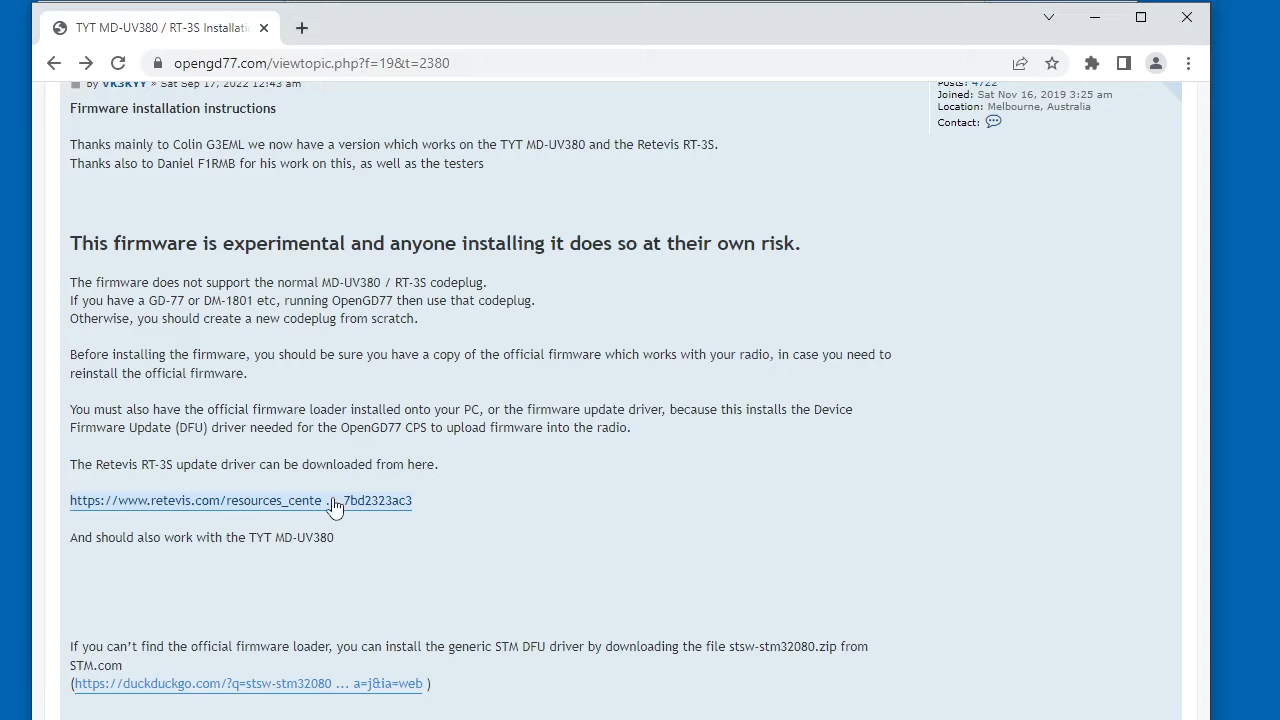 TYT MD-UV380 / RT-3S Installati
opengd77.com/viewtopic.php?f=19&t=2380
by VK3KYY » Sat Sep 17, 2022 12:43 am
Posts: 4722
Joined: Sat Nov 16, 2019 3:25 am
Location: Melbourne, Australia
Contact:
Firmware installation instructions
Thanks mainly to Colin G3EML we now have a version which works on the TYT MD-UV380 and the Retevis RT-3S.
Thanks also to Daniel F1RMB for his work on this, as well as the testers
This firmware is experimental and anyone installing it does so at their own risk.
The firmware does not support the normal MD-UV380 / RT-3S codeplug.
If you have a GD-77 or DM-1801 etc, running OpenGD77 then use that codeplug.
Otherwise, you should create a new codeplug from scratch.
Before installing the firmware, you should be sure you have a copy of the official firmware which works with your radio, in case you need to
reinstall the official firmware.
You must also have the official firmware loader installed onto your PC, or the firmware update driver, because this installs the Device
Firmware Update (DFU) driver needed for the OpenGD77 CPS to upload firmware into the radio.
The Retevis RT-3S update driver can be downloaded from here.
https://www.retevis.com/resources_cente ... 7bd2323ac3
And should also work with the TYT MD-UV380
If you can’t find the official firmware loader, you can install the generic STM DFU driver by downloading the file stsw-stm32080.zip from
STM.com
(https://duckduckgo.com/?q=stsw-stm32080 ... a=j&ia=web )